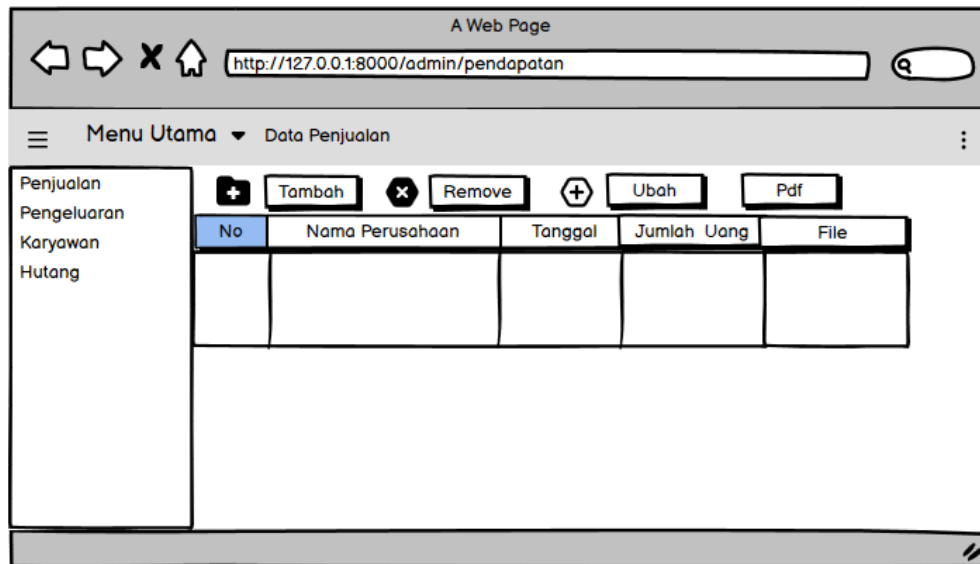 A Web Page
http://127.0.0.1:8000/admin/pendapatan
Menu Utama Data Penjualan
Penjualan
Pengeluaran
Karyawan
Hutang
Tambah Remove Ubah Pdf
No Nama Perusahaan Tanggal Jumlah Uang File